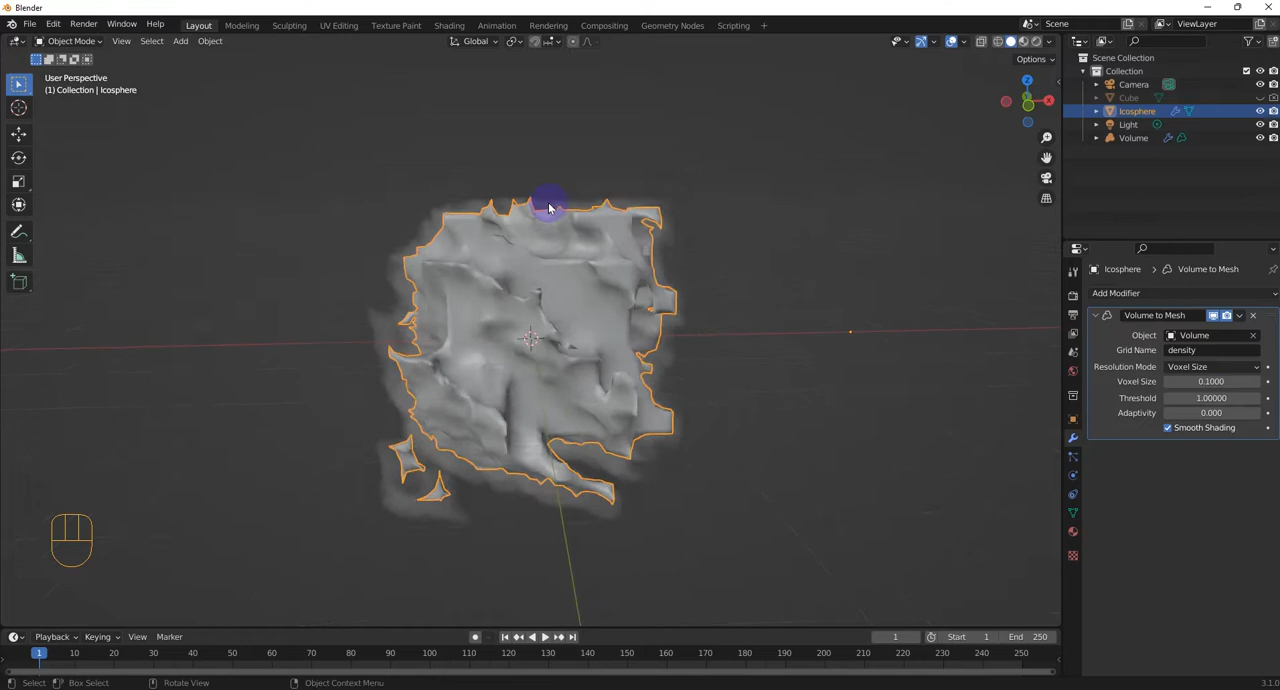 Blender
File Edit Render Window Help Layout Modeling Sculpting UV Editing Texture Paint Shading Animation Rendering Compositing Geometry Nodes Scripting + Scene ViewLayer
Object Mode View Select Add Object Global
Options
User Perspective
(1) Collection | Icosphere
Z
X
Scene Collection
Collection
Camera
Cube
Icosphere
Light
Volume
Icosphere > Volume to Mesh
Add Modifier
Volume to Mesh
Object Volume
Grid Name density
Resolution Mode Voxel Size
Voxel Size 0.1000
Threshold 1.00000
Adaptivity 0.000
Smooth Shading
Playback Keying View Marker 1 Start 1 End 250
1 10 20 30 40 50 60 70 80 90 100 110 120 130 140 150 160 170 180 190 200 210 220 230 240 250
Select Box Select Rotate View Object Context Menu 3.1.0